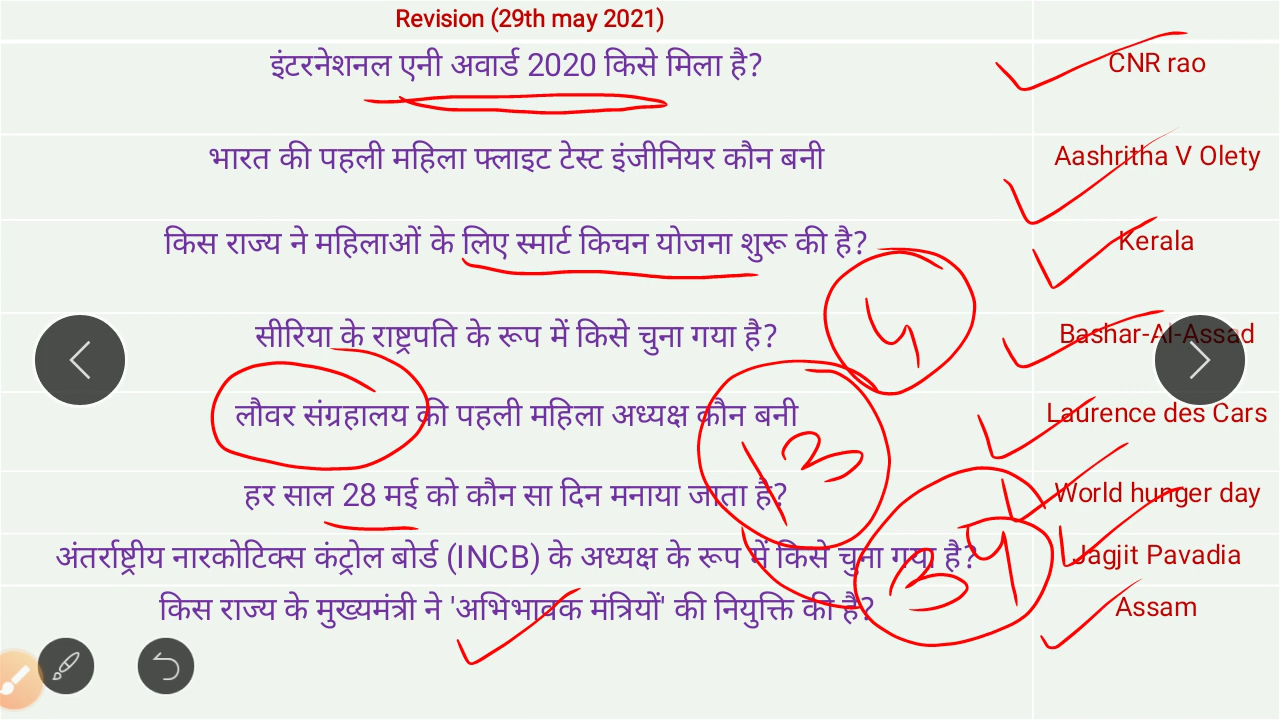 Revision (29th may 2021)
इंटरनेशनल एनी अवार्ड 2020 किसे मिला है? CNR rao
भारत की पहली महिला फ्लाइट टेस्ट इंजीनियर कौन बनी Aashritha V Olety
किस राज्य ने महिलाओं के लिए स्मार्ट किचन योजना शुरू की है? Kerala
सीरिया के राष्ट्रपति के रूप में किसे चुना गया है? Bashar-Al-Assad
लौवर संग्रहालय की पहली महिला अध्यक्ष कौन बनी Laurence des Cars
हर साल 28 मई को कौन सा दिन मनाया जाता है? World hunger day
अंतर्राष्ट्रीय नारकोटिक्स कंट्रोल बोर्ड (INCB) के अध्यक्ष के रूप में किसे चुना गया है? Jagjit Pavadia
किस राज्य के मुख्यमंत्री ने 'अभिभावक मंत्रियों' की नियुक्ति की है? Assam